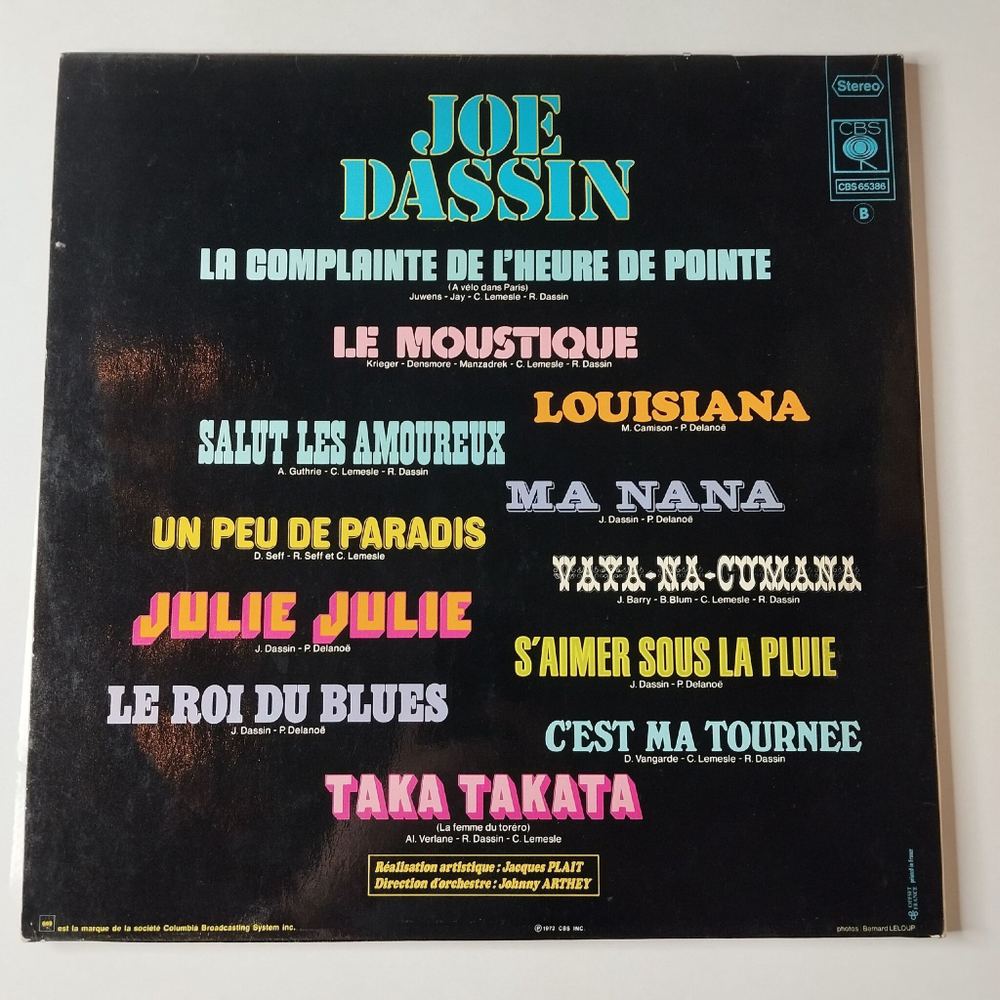 JOE
DASSIN
Stereo
CBS
CBS 65386
B
LA COMPLAINTE DE L'HEURE DE POINTE
(A vélo dans Paris)
Juwens - Jay - C. Lemesle - R. Dassin
LE MOUSTIQUE
Krieger - Densmore - Manzadrek - C. Lemesle - R. Dassin
LOUISIANA
M. Camison - P. Delanoë
SALUT LES AMOUREUX
A. Guthrie - C. Lemesle - R. Dassin
MA NANA
J. Dassin - P. Delanoë
UN PEU DE PARADIS
D. Seff - R. Seff et C. Lemesle
VAYA-NA-CUMANA
J. Barry - B.Blum - C. Lemesle - R. Dassin
JULIE JULIE
J. Dassin - P. Delanoë
S'AIMER SOUS LA PLUIE
J. Dassin - P. Delanoë
LE ROI DU BLUES
J. Dassin - P. Delanoë
C'EST MA TOURNEE
D. Vangarde - C. Lemesle - R. Dassin
TAKA TAKATA
(La femme du toréro)
Al. Verlane - R. Dassin - C. Lemesle
Réalisation artistique : Jacques PLAIT
Direction d'orchestre : Johnny ARTHEY
est la marque de la société Columbia Broadcasting System Inc.
℗ 1972 CBS INC.
photos : Bernard LELOUP
OFFSET FRANCE
printed in France